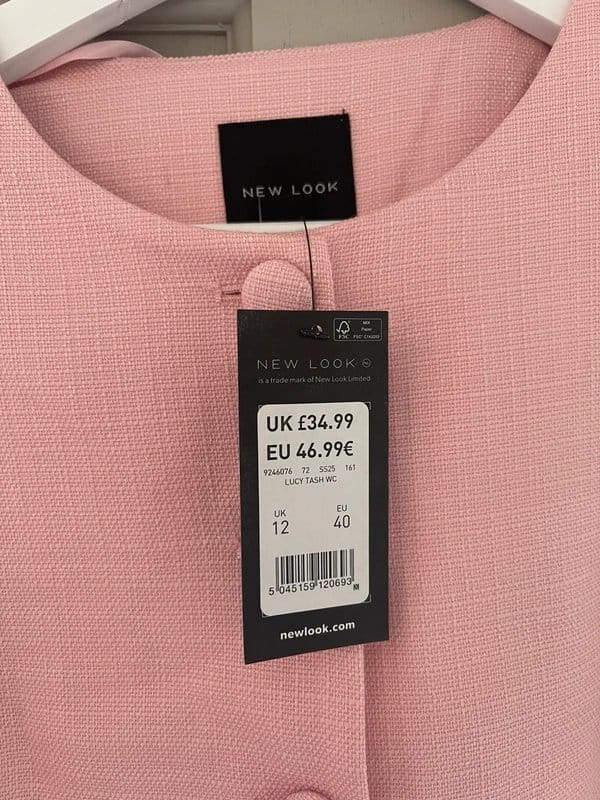 NEW LOOK
MIX
Paper
FSC
NEW LOOK
is a trade mark of New Look Limited
UK £34.99
EU 46.99€
9246076 72 SS25 161
LUCY TASH WC
UK EU
12 40
5 045159 120693
newlook.com